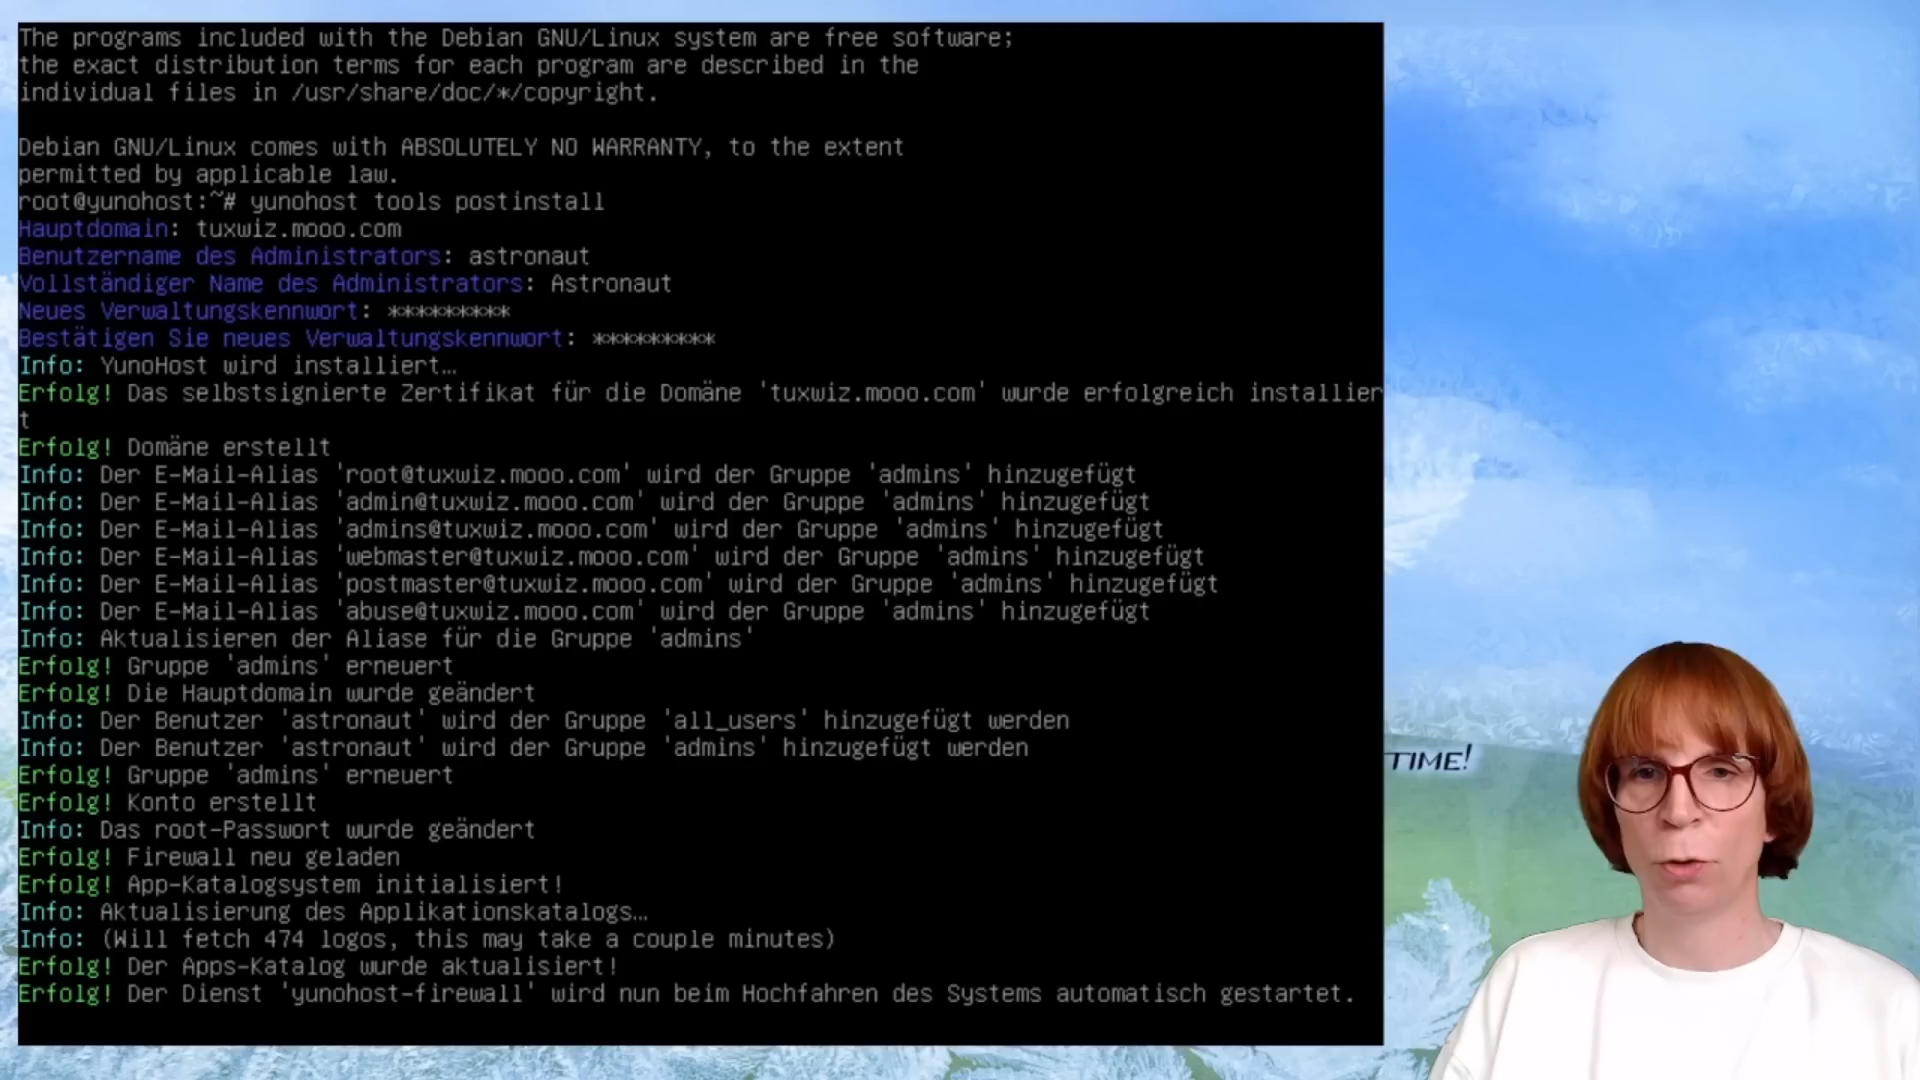 The programs included with the Debian GNU/Linux system are free software;
the exact distribution terms for each program are described in the
individual files in /usr/share/doc/*/copyright.
Debian GNU/Linux comes with ABSOLUTELY NO WARRANTY, to the extent
permitted by applicable law.
root@yunohost:~# yunohost tools postinstall
Hauptdomain: tuxwiz.mooo.com
Benutzername des Administrators: astronaut
Vollständiger Name des Administrators: Astronaut
Neues Verwaltungskennwort: *********
Bestätigen Sie neues Verwaltungskennwort: *********
Info: YunoHost wird installiert…
Erfolg! Das selbstsignierte Zertifikat für die Domäne 'tuxwiz.mooo.com' wurde erfolgreich installier
t
Erfolg! Domäne erstellt
Info: Der E-Mail-Alias 'root@tuxwiz.mooo.com' wird der Gruppe 'admins' hinzugefügt
Info: Der E-Mail-Alias 'admin@tuxwiz.mooo.com' wird der Gruppe 'admins' hinzugefügt
Info: Der E-Mail-Alias 'admins@tuxwiz.mooo.com' wird der Gruppe 'admins' hinzugefügt
Info: Der E-Mail-Alias 'webmaster@tuxwiz.mooo.com' wird der Gruppe 'admins' hinzugefügt
Info: Der E-Mail-Alias 'postmaster@tuxwiz.mooo.com' wird der Gruppe 'admins' hinzugefügt
Info: Der E-Mail-Alias 'abuse@tuxwiz.mooo.com' wird der Gruppe 'admins' hinzugefügt
Info: Aktualisieren der Aliase für die Gruppe 'admins'
Erfolg! Gruppe 'admins' erneuert
Erfolg! Die Hauptdomain wurde geändert
Info: Der Benutzer 'astronaut' wird der Gruppe 'all_users' hinzugefügt werden
Info: Der Benutzer 'astronaut' wird der Gruppe 'admins' hinzugefügt werden
Erfolg! Gruppe 'admins' erneuert
Erfolg! Konto erstellt
Info: Das root-Passwort wurde geändert
Erfolg! Firewall neu geladen
Erfolg! App-Katalogsystem initialisiert!
Info: Aktualisierung des Applikationskatalogs…
Info: (Will fetch 474 logos, this may take a couple minutes)
Erfolg! Der Apps-Katalog wurde aktualisiert!
Erfolg! Der Dienst 'yunohost-firewall' wird nun beim Hochfahren des Systems automatisch gestartet.
TIME!